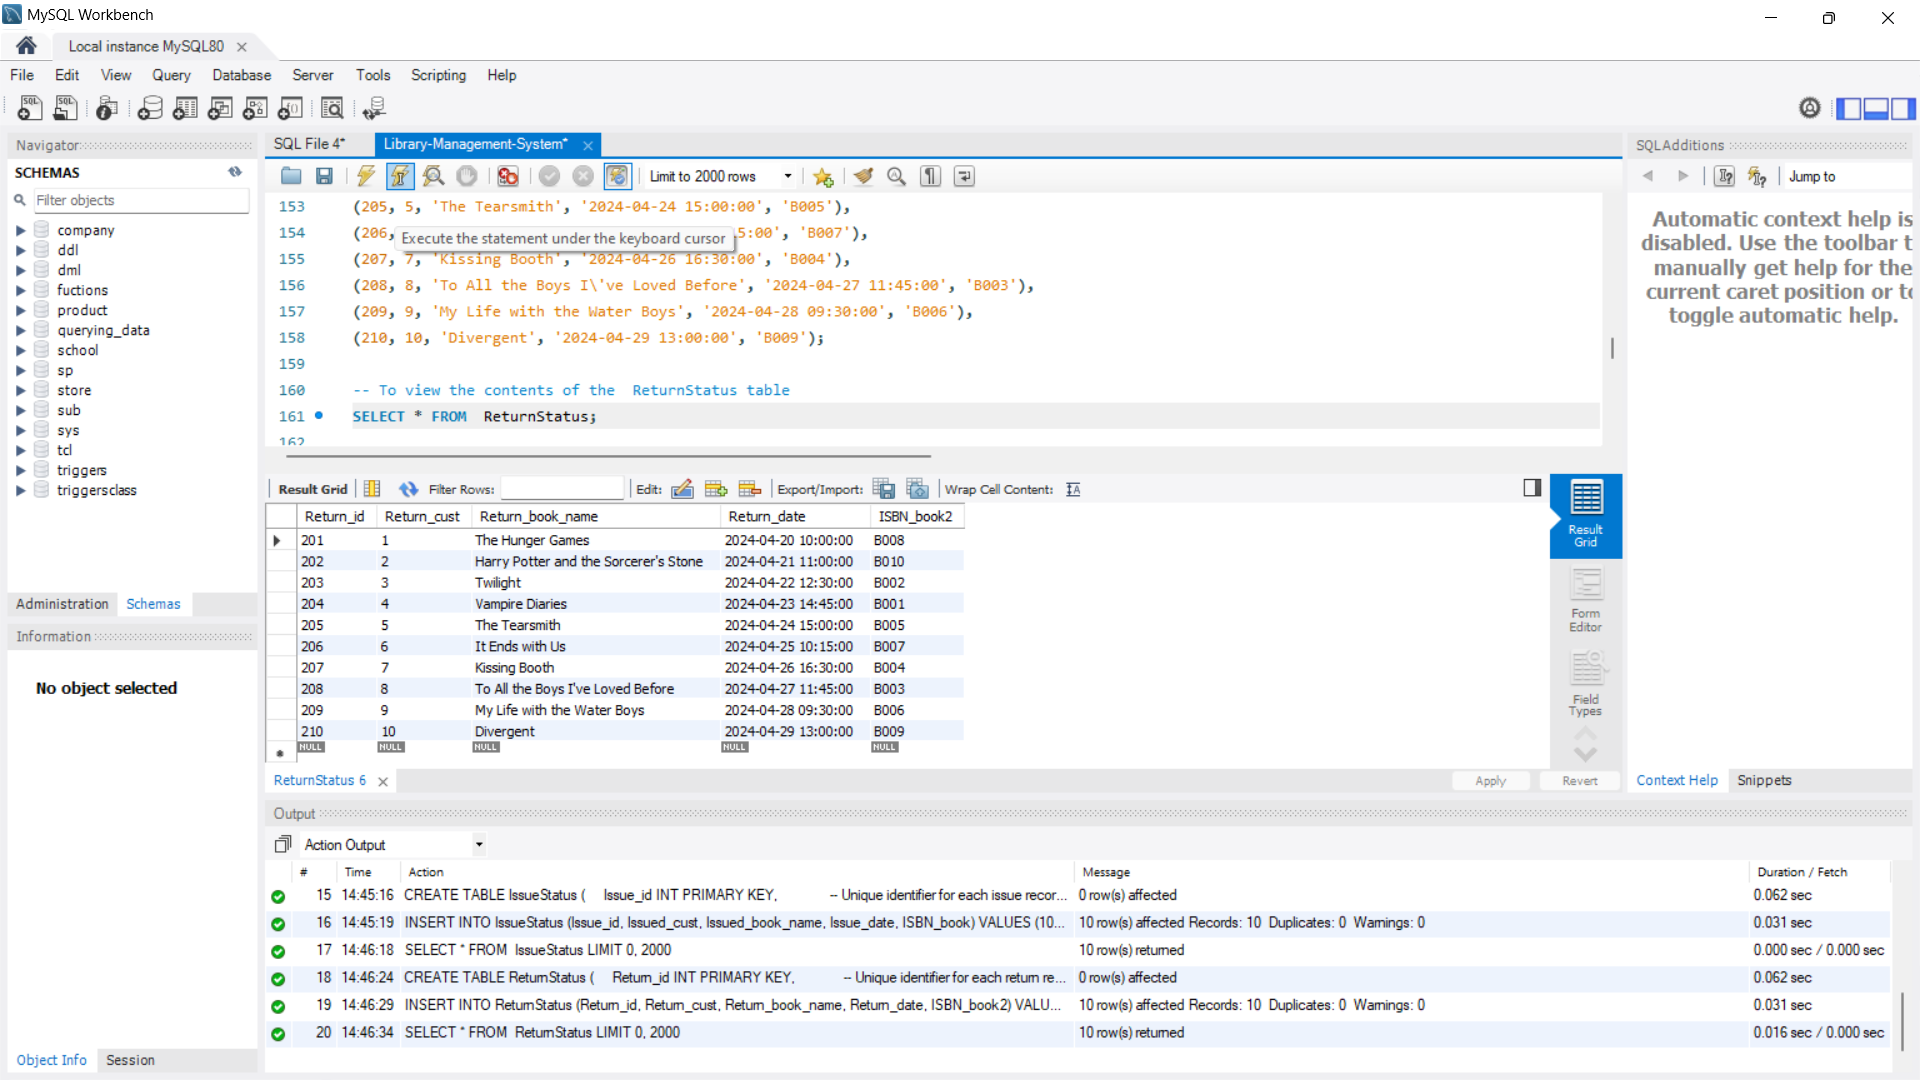 MySQL Workbench
Local instance MySQL80
File Edit View Query Database Server Tools Scripting Help
Navigator
SCHEMAS
Filter objects
company
ddl
dml
fuctions
product
querying_data
school
sp
store
sub
sys
tcl
triggers
triggersclass
Administration Schemas
Information
No object selected
Object Info Session
SQL File 4* Library-Management-System*
Limit to 2000 rows
153 (205, 5, 'The Tearsmith', '2024-04-24 15:00:00', 'B005'),
154 (206, 5:00', 'B007'),
Execute the statement under the keyboard cursor
155 (207, 7, 'Kissing Booth', '2024-04-26 16:30:00', 'B004'),
156 (208, 8, 'To All the Boys I\'ve Loved Before', '2024-04-27 11:45:00', 'B003'),
157 (209, 9, 'My Life with the Water Boys', '2024-04-28 09:30:00', 'B006'),
158 (210, 10, 'Divergent', '2024-04-29 13:00:00', 'B009');
159
160 -- To view the contents of the  ReturnStatus table
161 SELECT * FROM  ReturnStatus;
162
Result Grid Filter Rows: Edit: Export/Import: Wrap Cell Content:
Return_id Return_cust Return_book_name Return_date ISBN_book2
201 1 The Hunger Games 2024-04-20 10:00:00 B008
202 2 Harry Potter and the Sorcerer's Stone 2024-04-21 11:00:00 B010
203 3 Twilight 2024-04-22 12:30:00 B002
204 4 Vampire Diaries 2024-04-23 14:45:00 B001
205 5 The Tearsmith 2024-04-24 15:00:00 B005
206 6 It Ends with Us 2024-04-25 10:15:00 B007
207 7 Kissing Booth 2024-04-26 16:30:00 B004
208 8 To All the Boys I've Loved Before 2024-04-27 11:45:00 B003
209 9 My Life with the Water Boys 2024-04-28 09:30:00 B006
210 10 Divergent 2024-04-29 13:00:00 B009
NULL NULL NULL NULL NULL
Result
Grid
Form
Editor
Field
Types
ReturnStatus 6 Apply Revert
SQLAdditions
Jump to
Automatic context help is
disabled. Use the toolbar t
manually get help for the
current caret position or to
toggle automatic help.
Context Help Snippets
Output
Action Output
# Time Action Message Duration / Fetch
15 14:45:16 CREATE TABLE IssueStatus ( Issue_id INT PRIMARY KEY, -- Unique identifier for each issue recor... 0 row(s) affected 0.062 sec
16 14:45:19 INSERT INTO IssueStatus (Issue_id, Issued_cust, Issued_book_name, Issue_date, ISBN_book) VALUES (10... 10 row(s) affected Records: 10 Duplicates: 0 Warnings: 0 0.031 sec
17 14:46:18 SELECT * FROM IssueStatus LIMIT 0, 2000 10 row(s) returned 0.000 sec / 0.000 sec
18 14:46:24 CREATE TABLE ReturnStatus ( Return_id INT PRIMARY KEY, -- Unique identifier for each return re... 0 row(s) affected 0.062 sec
19 14:46:29 INSERT INTO ReturnStatus (Return_id, Return_cust, Return_book_name, Return_date, ISBN_book2) VALU... 10 row(s) affected Records: 10 Duplicates: 0 Warnings: 0 0.031 sec
20 14:46:34 SELECT * FROM ReturnStatus LIMIT 0, 2000 10 row(s) returned 0.016 sec / 0.000 sec